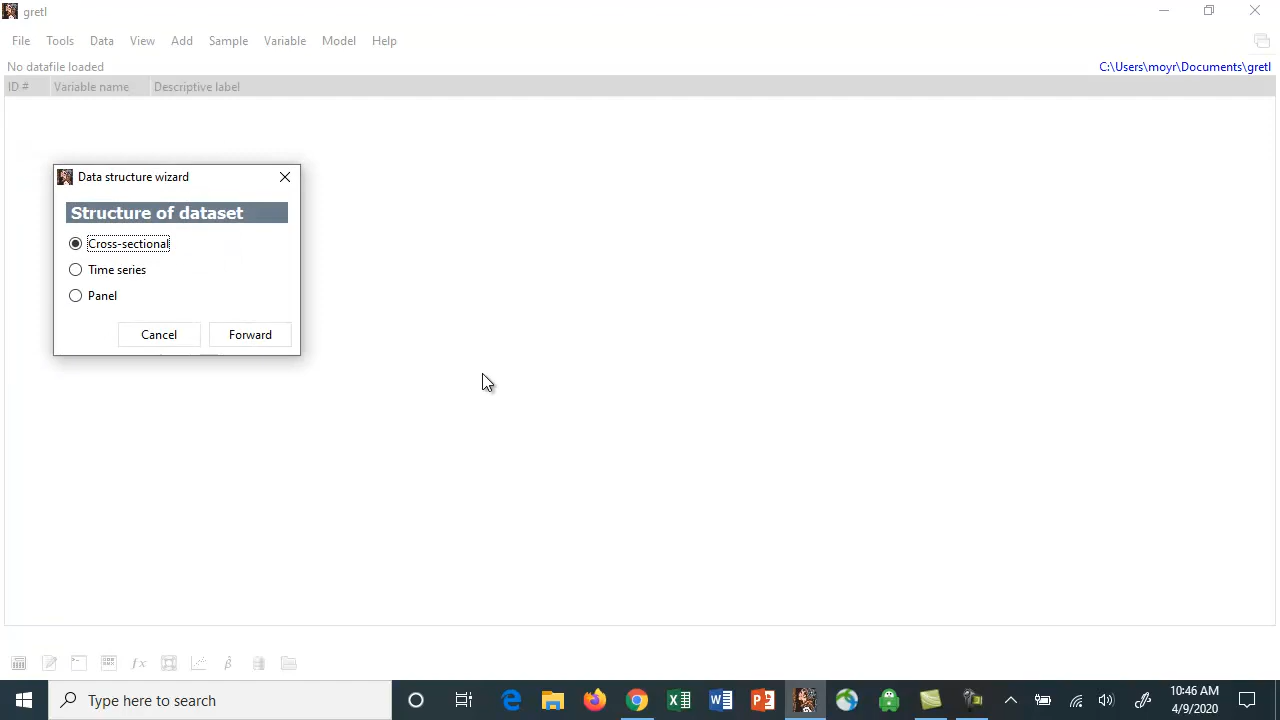 gretl
File Tools Data View Add Sample Variable Model Help
No datafile loaded
C:\Users\moyr\Documents\gretl
ID # Variable name Descriptive label
Data structure wizard
Structure of dataset
Cross-sectional
Time series
Panel
Cancel Forward
Type here to search
10:46 AM
4/9/2020